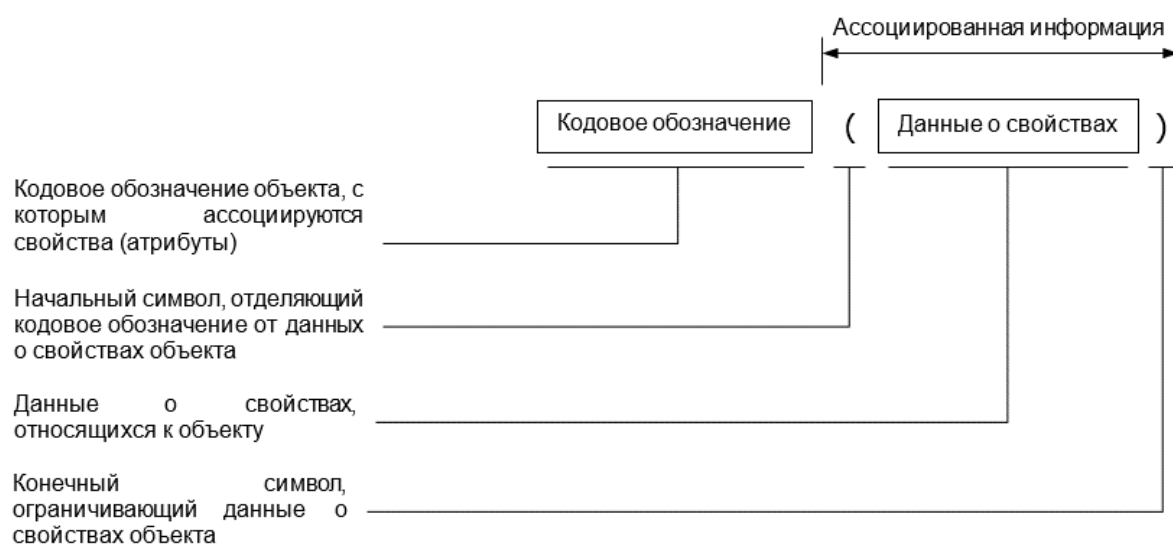 Ассоциированная информация
Кодовое обозначение ( Данные о свойствах )
Кодовое обозначение объекта, с
которым ассоциируются
свойства (атрибуты)
Начальный символ, отделяющий
кодовое обозначение от данных
о свойствах объекта
Данные о свойствах,
относящихся к объекту
Конечный символ,
ограничивающий данные о
свойствах объекта